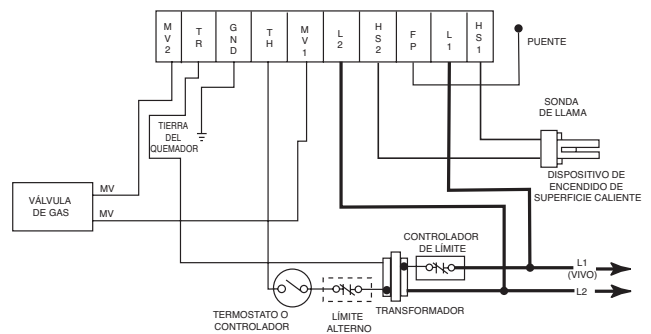 MV2
TR
GND
TH
MV1
L2
HS2
FP
L1
HS1
PUENTE
SONDA
DE LLAMA
TIERRA
DEL
QUEMADOR
DISPOSITIVO DE
ENCENDIDO DE
SUPERFICIE CALIENTE
VÁLVULA
DE GAS
MV
MV
CONTROLADOR
DE LÍMITE
L1
(VIVO)
L2
TERMOSTATO O
CONTROLADOR
LÍMITE
ALTERNO
TRANSFORMADOR